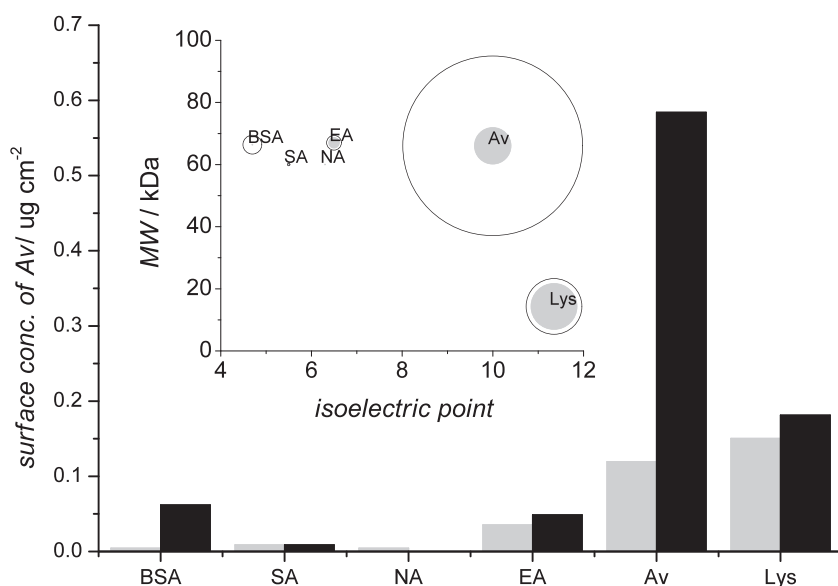 0.7
0.6
0.5
0.4
0.3
0.2
0.1
0.0
surface conc. of Av/ ug cm-2
BSA
SA
NA
EA
Av
Lys
100
80
60
40
20
0
MW / kDa
4
6
8
10
12
isoelectric point
BSA
SA
EA
NA
Av
Lys